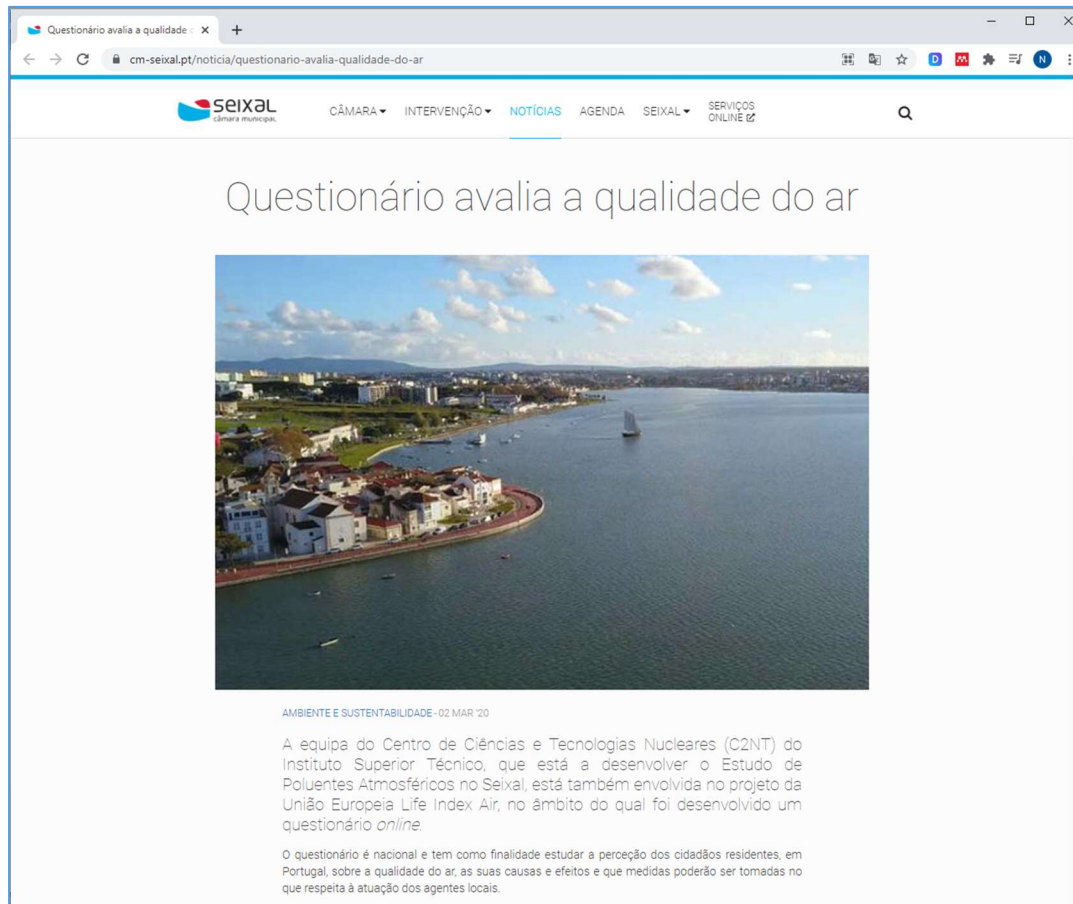 Questionário avalia a qualidade d
cm-seixal.pt/noticia/questionario-avalia-qualidade-do-ar
D
N
seixal
câmara municipal
CÂMARA
INTERVENÇÃO
NOTÍCIAS
AGENDA
SEIXAL
SERVIÇOS
ONLINE
Questionário avalia a qualidade do ar
AMBIENTE E SUSTENTABILIDADE - 02 MAR '20
A equipa do Centro de Ciências e Tecnologias Nucleares (C2NT) do
Instituto Superior Técnico, que está a desenvolver o Estudo de
Poluentes Atmosféricos no Seixal, está também envolvida no projeto da
União Europeia Life Index Air, no âmbito do qual foi desenvolvido um
questionário online.
O questionário é nacional e tem como finalidade estudar a perceção dos cidadãos residentes, em
Portugal, sobre a qualidade do ar, as suas causas e efeitos e que medidas poderão ser tomadas no
que respeita à atuação dos agentes locais.